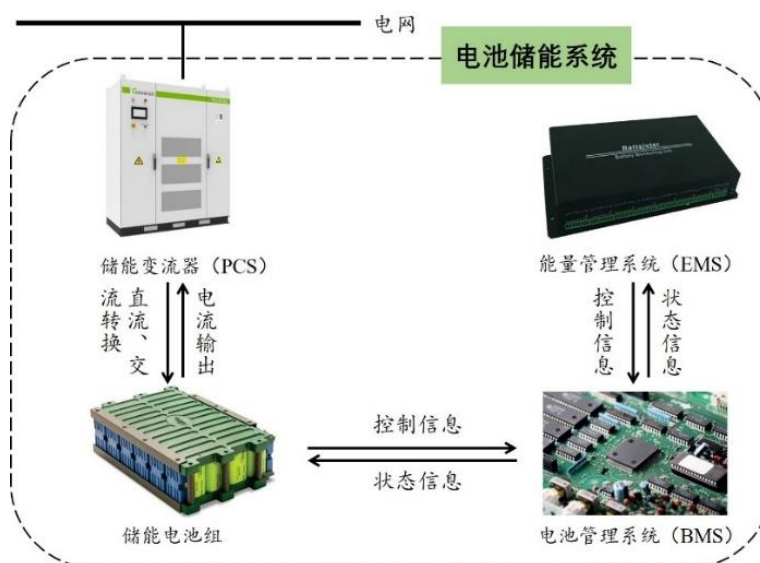 电网
电池储能系统
储能变流器（PCS）
能量管理系统（EMS）
直流、交
流转换
电流输出
控制信息
状态信息
控制信息
状态信息
储能电池组
电池管理系统（BMS）